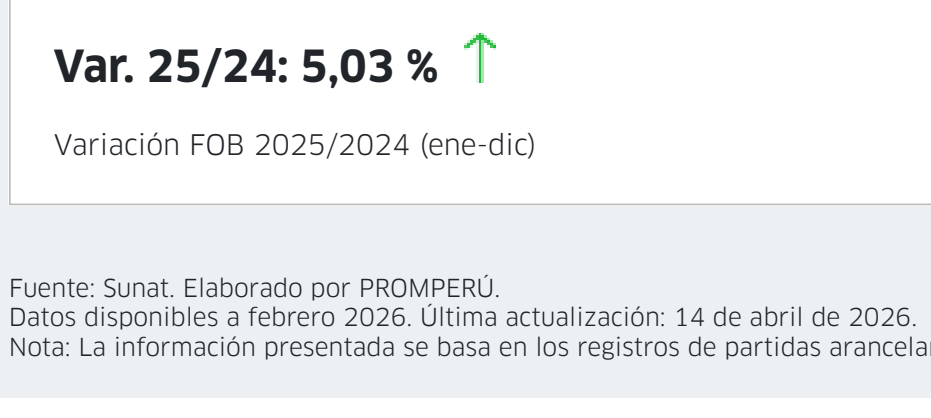 Var. 25/24: 5,03 %
Variación FOB 2025/2024 (ene-dic)
Fuente: Sunat. Elaborado por PROMPERÚ.
Datos disponibles a febrero 2026. Última actualización: 14 de abril de 2026.
Nota: La información presentada se basa en los registros de partidas